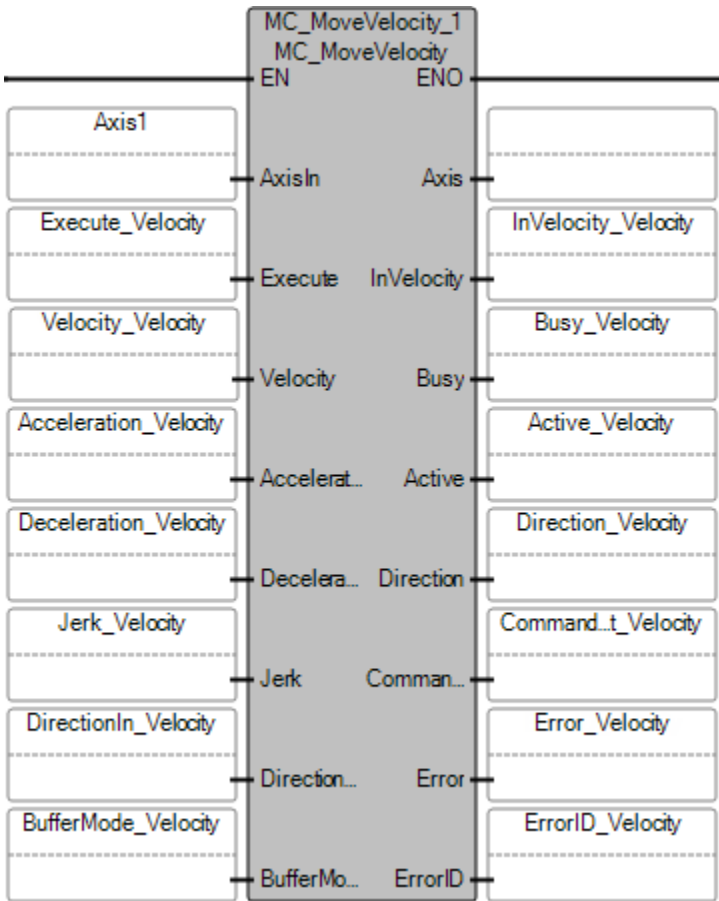 MC_MoveVelocity_1
MC_MoveVelocity
EN ENO
Axis1
AxisIn Axis
Execute_Velocity InVelocity_Velocity
Execute InVelocity
Velocity_Velocity Busy_Velocity
Velocity Busy
Acceleration_Velocity Active_Velocity
Accelerat... Active
Deceleration_Velocity Direction_Velocity
Decelera... Direction
Jerk_Velocity Command...t_Velocity
Jerk Comman...
DirectionIn_Velocity Error_Velocity
Direction... Error
BufferMode_Velocity ErrorID_Velocity
BufferMo... ErrorID